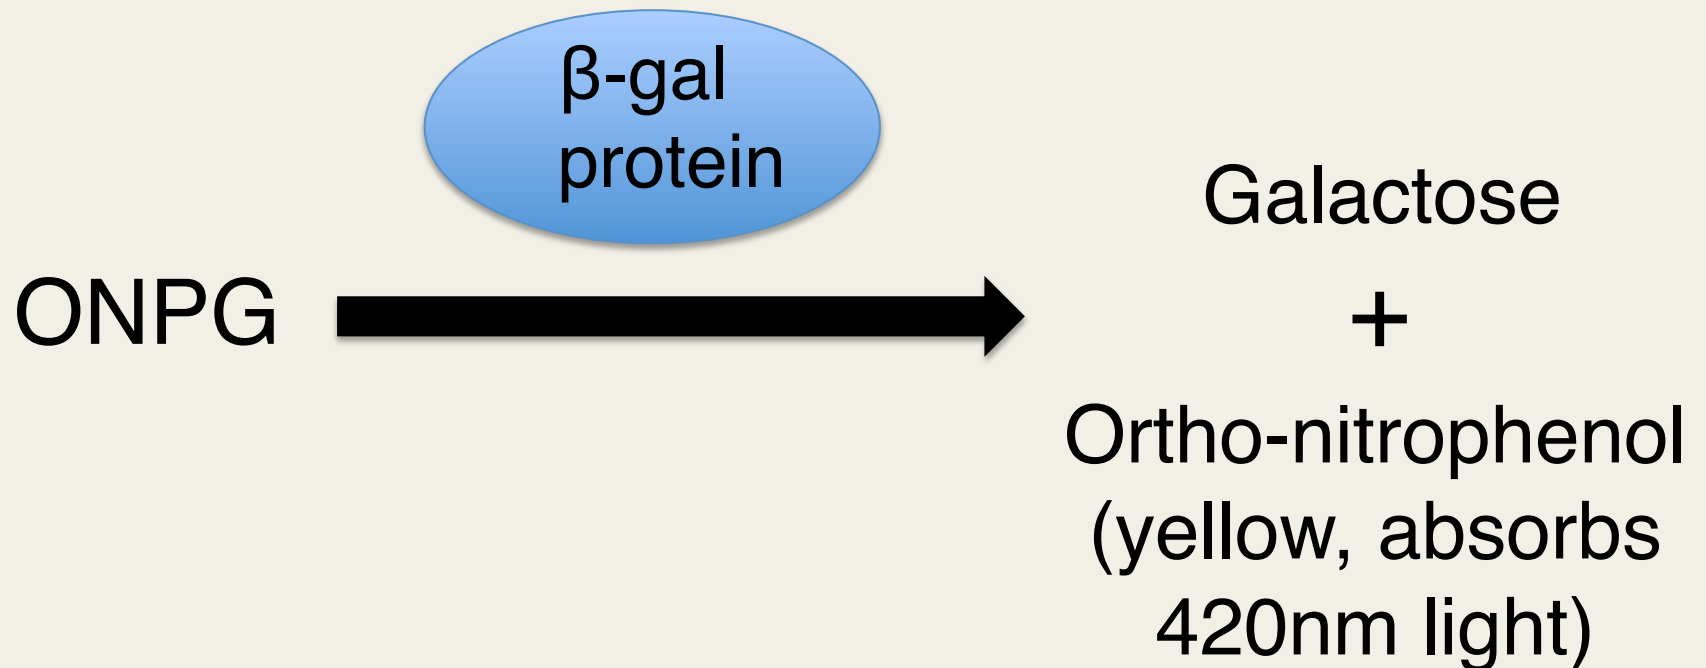 β-gal
protein
ONPG
Galactose
+
Ortho-nitrophenol
(yellow, absorbs
420nm light)